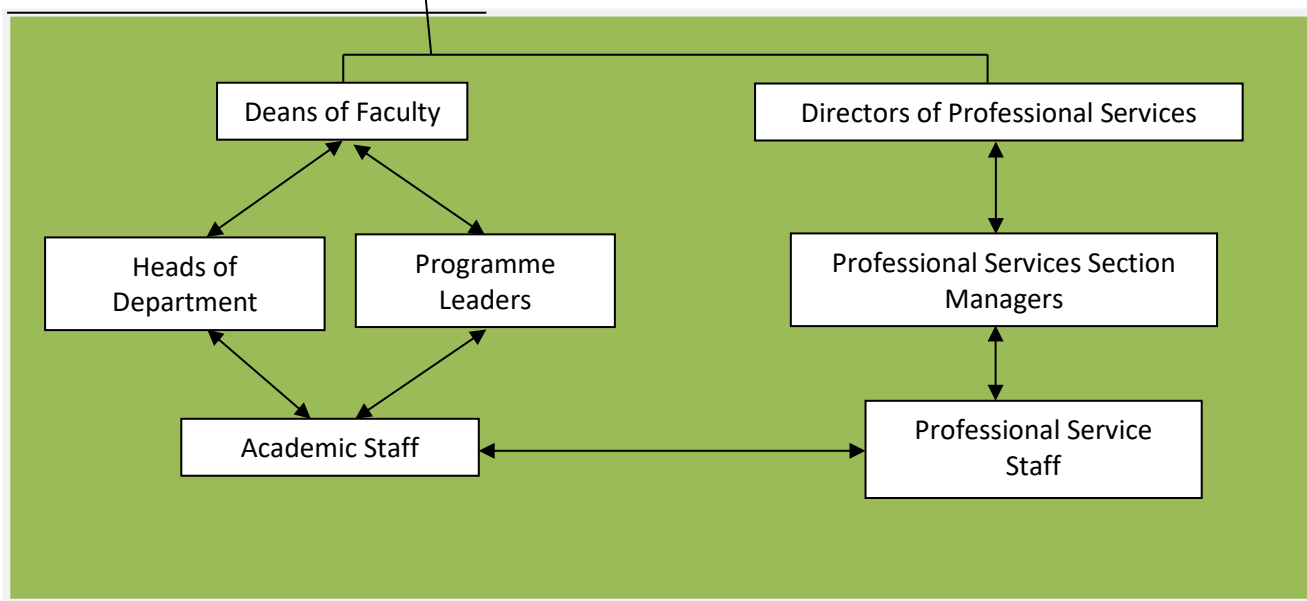 Deans of Faculty
Directors of Professional Services
Heads of
Department
Programme
Leaders
Professional Services Section
Managers
Academic Staff
Professional Service
Staff